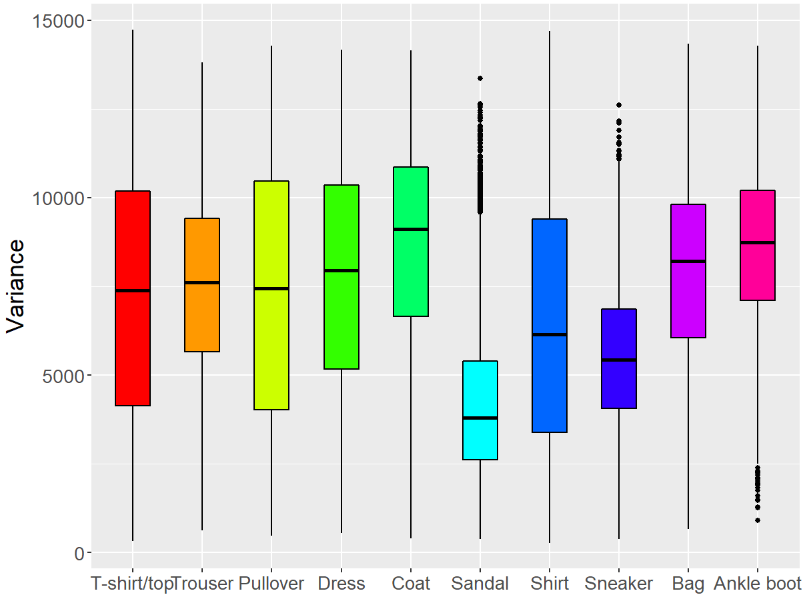 15000
10000
5000
0
Variance
T-shirt/top Trouser Pullover Dress Coat Sandal Shirt Sneaker Bag Ankle boot